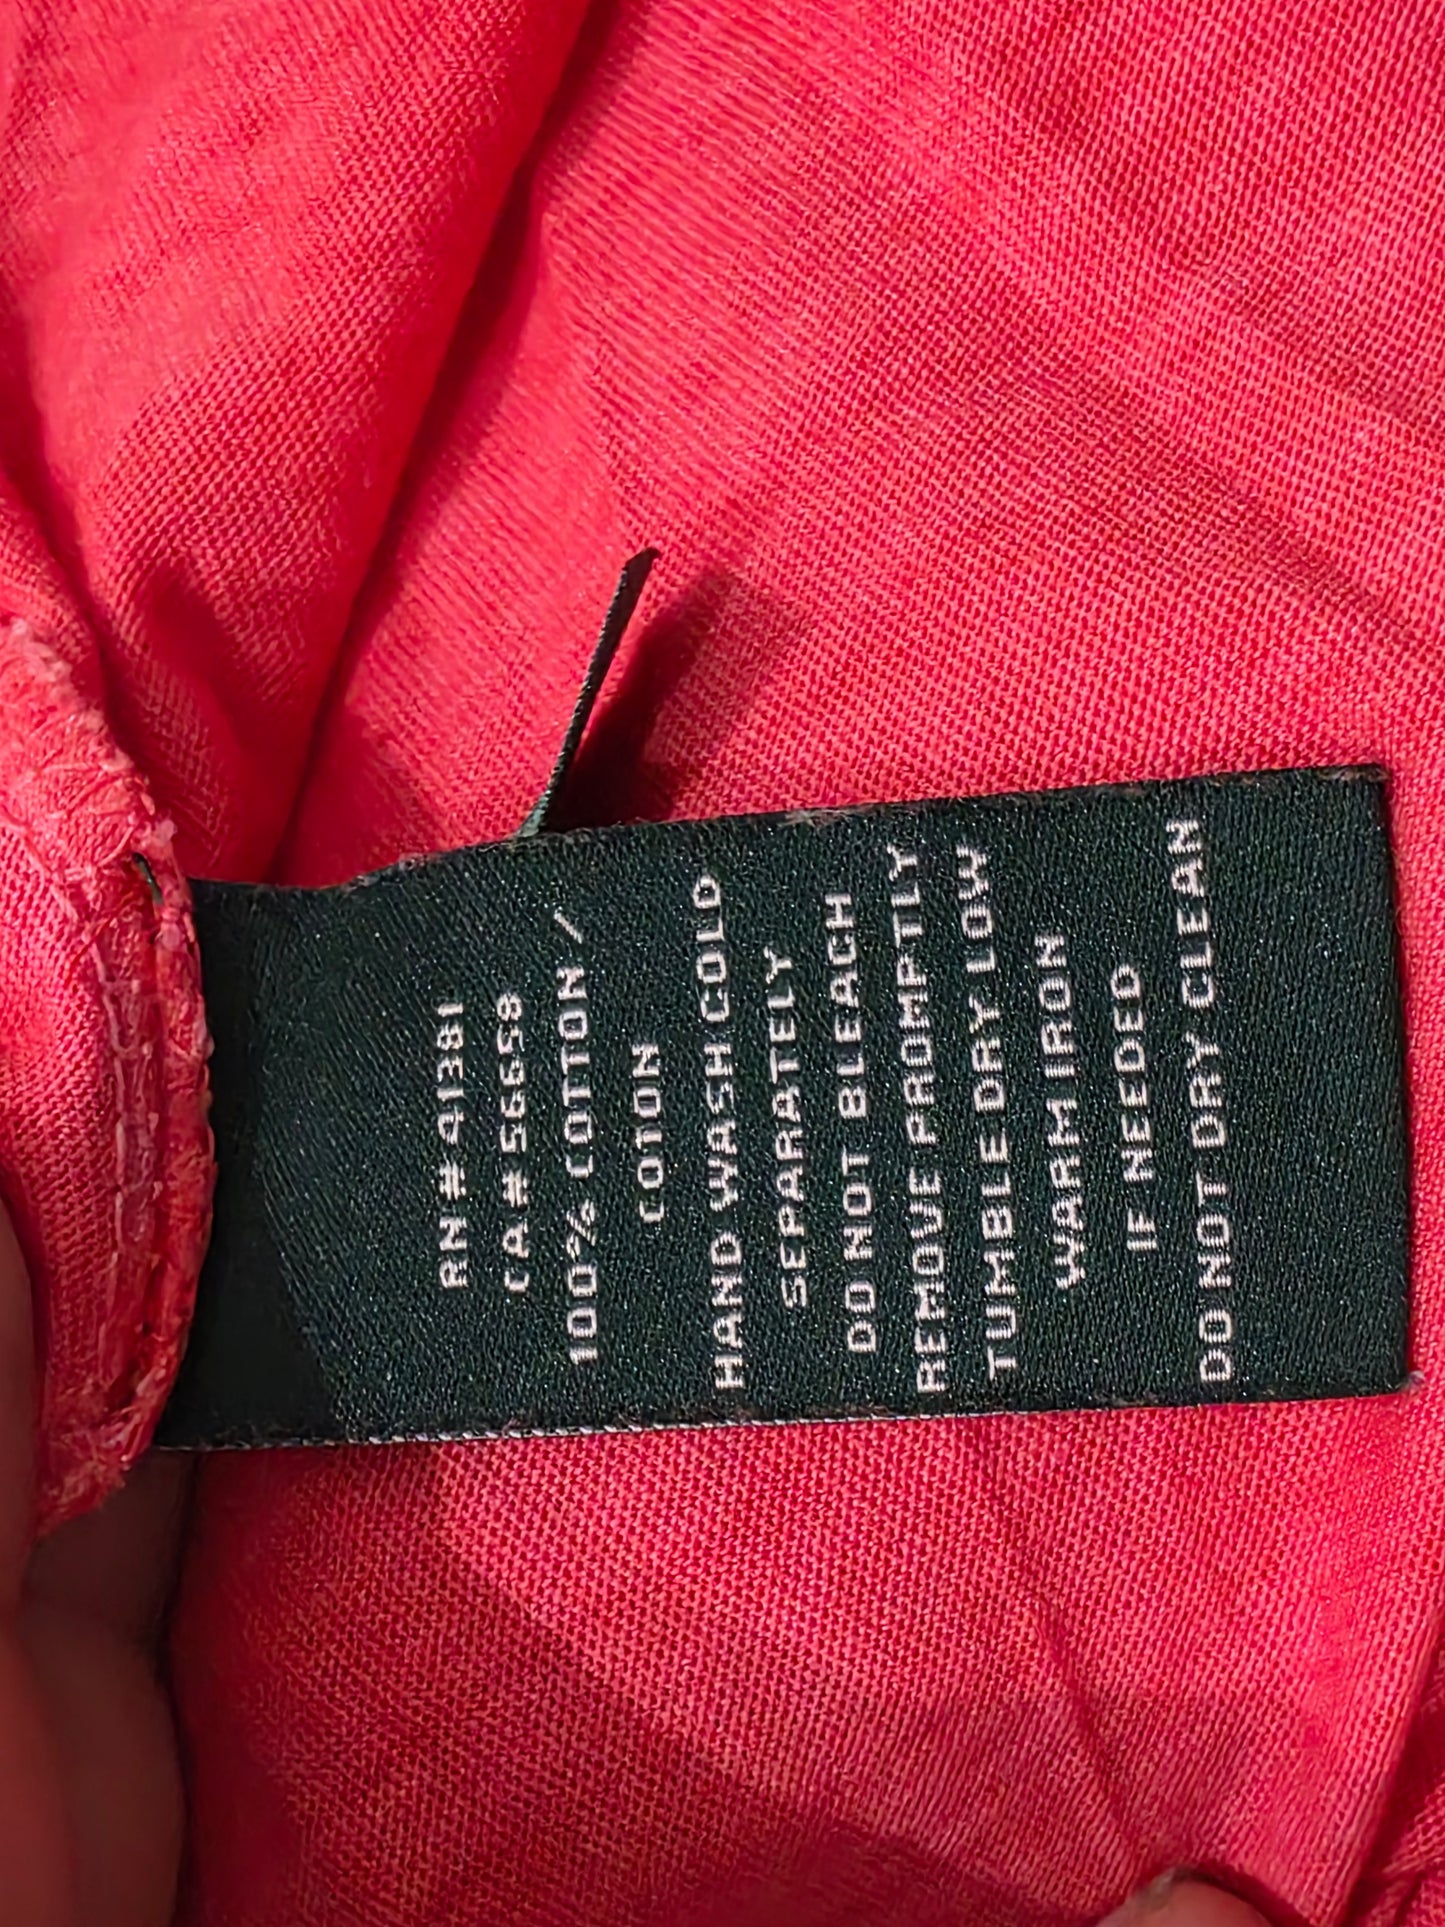 RN#41381
CA#56698
100% COTTON /
COTON
HAND WASH COLD
SEPARATELY
DO NOT BLEACH
REMOVE PROMPTLY
TUMBLE DRY LOW
WARM IRON
IF NEEDED
DO NOT DRY CLEAN